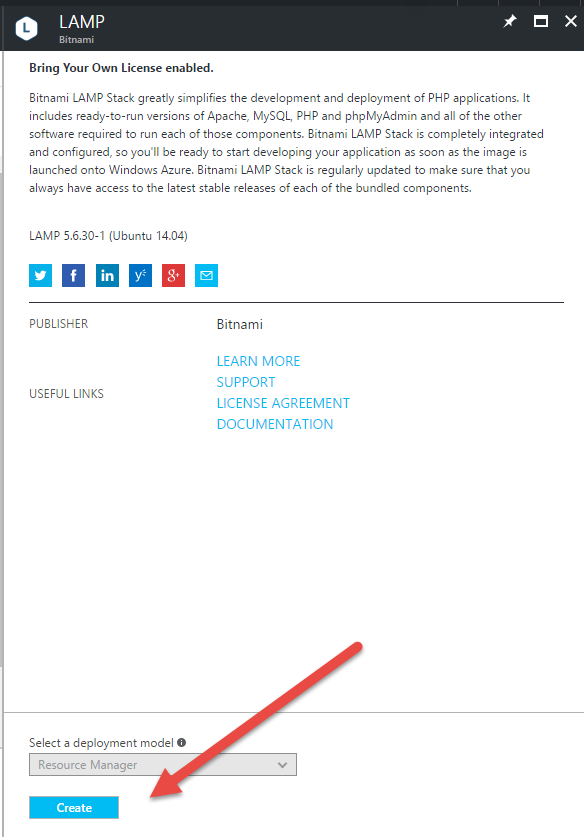 L
LAMP
Bitnami
Bring Your Own License enabled.
Bitnami LAMP Stack greatly simplifies the development and deployment of PHP applications. It
includes ready-to-run versions of Apache, MySQL, PHP and phpMyAdmin and all of the other
software required to run each of those components. Bitnami LAMP Stack is completely integrated
and configured, so you'll be ready to start developing your application as soon as the image is
launched onto Windows Azure. Bitnami LAMP Stack is regularly updated to make sure that you
always have access to the latest stable releases of each of the bundled components.
LAMP 5.6.30-1 (Ubuntu 14.04)
f in y g+
PUBLISHER Bitnami
LEARN MORE
SUPPORT
USEFUL LINKS
LICENSE AGREEMENT
DOCUMENTATION
Select a deployment model
Resource Manager
Create